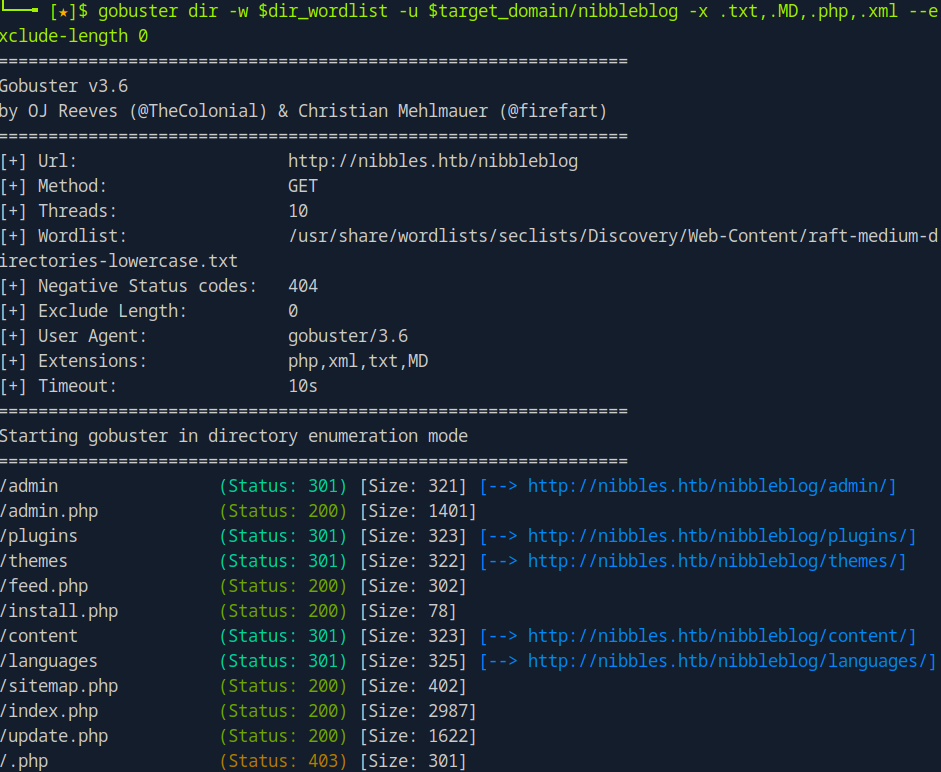 [★]$ gobuster dir -w $dir_wordlist -u $target_domain/nibbleblog -x .txt,.MD,.php,.xml --e
xclude-length 0
===============================================================
Gobuster v3.6
by OJ Reeves (@TheColonial) & Christian Mehlmauer (@firefart)
===============================================================
[+] Url:                     http://nibbles.htb/nibbleblog
[+] Method:                  GET
[+] Threads:                 10
[+] Wordlist:                /usr/share/wordlists/seclists/Discovery/Web-Content/raft-medium-d
irectories-lowercase.txt
[+] Negative Status codes:   404
[+] Exclude Length:          0
[+] User Agent:              gobuster/3.6
[+] Extensions:              php,xml,txt,MD
[+] Timeout:                 10s
===============================================================
Starting gobuster in directory enumeration mode
===============================================================
/admin                (Status: 301) [Size: 321] [--> http://nibbles.htb/nibbleblog/admin/]
/admin.php            (Status: 200) [Size: 1401]
/plugins              (Status: 301) [Size: 323] [--> http://nibbles.htb/nibbleblog/plugins/]
/themes               (Status: 301) [Size: 322] [--> http://nibbles.htb/nibbleblog/themes/]
/feed.php             (Status: 200) [Size: 302]
/install.php          (Status: 200) [Size: 78]
/content              (Status: 301) [Size: 323] [--> http://nibbles.htb/nibbleblog/content/]
/languages            (Status: 301) [Size: 325] [--> http://nibbles.htb/nibbleblog/languages/]
/sitemap.php          (Status: 200) [Size: 402]
/index.php            (Status: 200) [Size: 2987]
/update.php           (Status: 200) [Size: 1622]
/.php                 (Status: 403) [Size: 301]